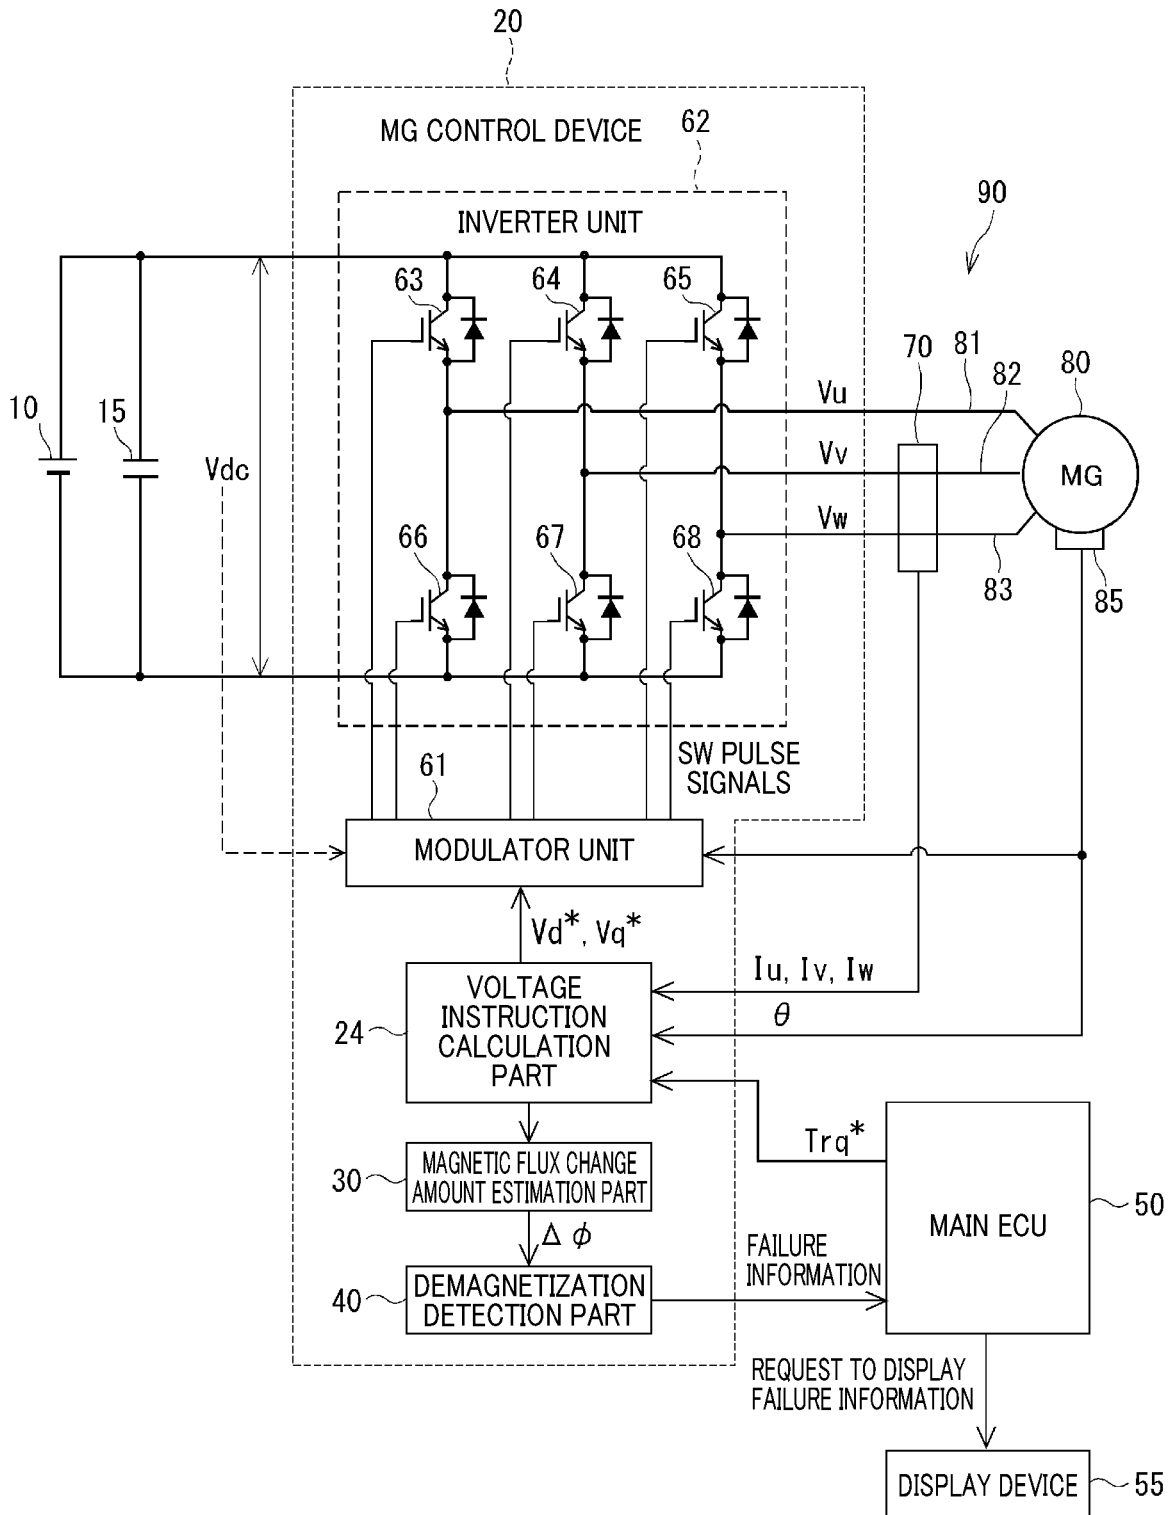 20
MG CONTROL DEVICE
62
90
INVERTER UNIT
63
64
65
70
81
82
80
10
15
Vdc
Vu
Vv
Vw
MG
66
67
68
83
85
SW PULSE
SIGNALS
61
MODULATOR UNIT
Vd*, Vq*
Iu, Iv, Iw
θ
24
VOLTAGE
INSTRUCTION
CALCULATION
PART
Trq*
30
MAGNETIC FLUX CHANGE
AMOUNT ESTIMATION PART
Δφ
50
MAIN ECU
FAILURE
INFORMATION
40
DEMAGNETIZATION
DETECTION PART
REQUEST TO DISPLAY
FAILURE INFORMATION
DISPLAY DEVICE
55